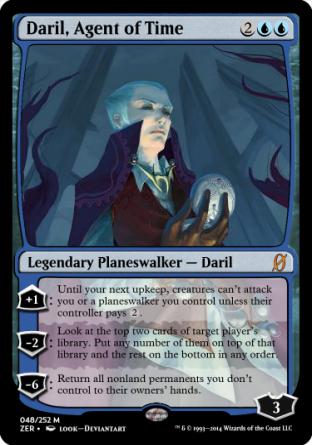 Daril, Agent of Time 2
Legendary Planeswalker — Daril
+1: Until your next upkeep, creatures can't attack
you or a planeswalker you control unless their
controller pays 2 .
-2: Look at the top two cards of target player's
library. Put any number of them on top of that
library and the rest on the bottom in any order.
-6: Return all nonland permanents you don't
control to their owners' hands.
3
048/252 M
ZER • LOOK—DEVIANTART
™ & © 1993–2014 Wizards of the Coast LLC